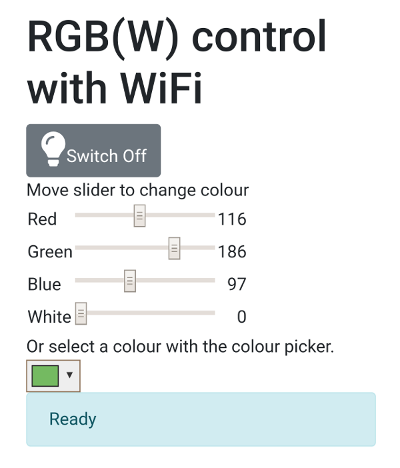 RGB(W) control
with WiFi
Switch Off
Move slider to change colour
Red 116
Green 186
Blue 97
White 0
Or select a colour with the colour picker.
Ready